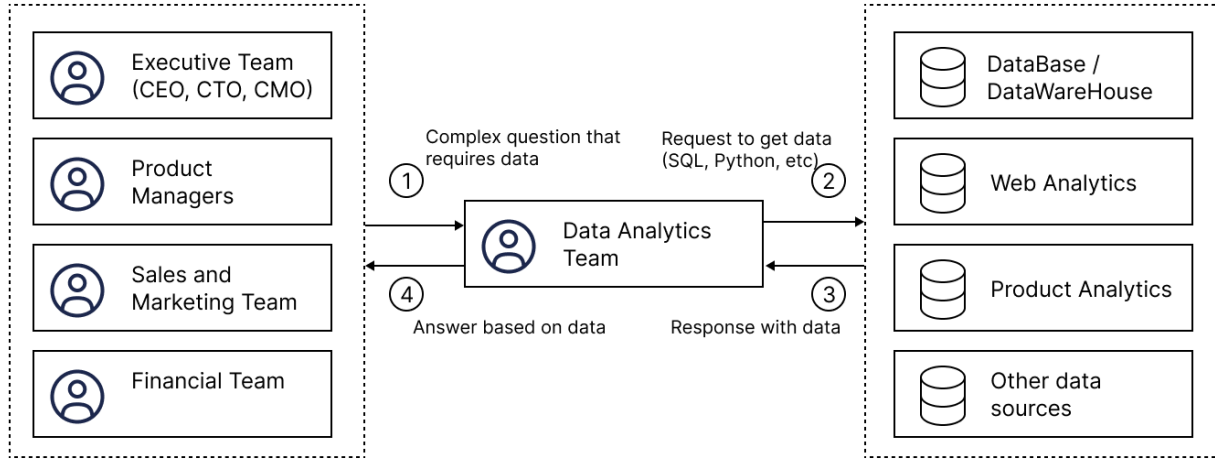 Executive Team
(CEO, CTO, CMO)
Product
Managers
Sales and
Marketing Team
Financial Team
Complex question that
requires data
1
4
Answer based on data
Data Analytics
Team
Request to get data
(SQL, Python, etc)
2
3
Response with data
DataBase /
DataWareHouse
Web Analytics
Product Analytics
Other data
sources